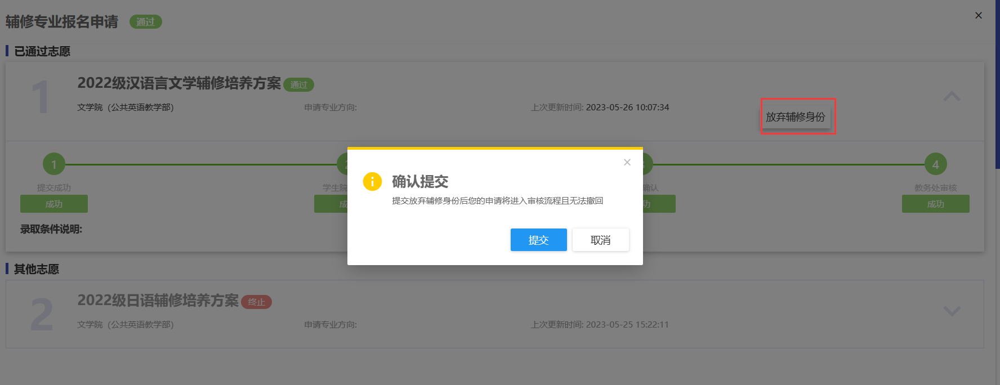 辅修专业报名申请 通过
已通过志愿
1
2022级汉语言文学辅修培养方案 通过
文学院（公共英语教学部） 申请专业方向: 上次更新时间: 2023-05-26 10:07:34
放弃辅修身份
1 2 4
提交成功 学生院 确认 教务处审核
成功 成 功 成功
确认提交
提交放弃辅修身份后您的申请将进入审核流程且无法撤回
提交 取消
录取条件说明:
其他志愿
2
2022级日语辅修培养方案 终止
文学院（公共英语教学部） 申请专业方向: 上次更新时间: 2023-05-25 15:22:11